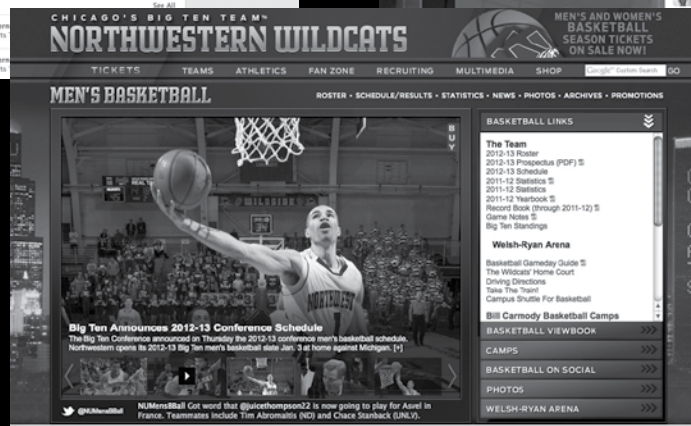 See All
CHICAGO'S BIG TEN TEAM™
NORTHWESTERN WILDCATS
MEN'S AND WOMEN'S
BASKETBALL
SEASON TICKETS
ON SALE NOW!
TICKETS TEAMS ATHLETICS FAN ZONE RECRUITING MULTIMEDIA SHOP Google™ Custom Search GO
MEN'S BASKETBALL
ROSTER • SCHEDULE/RESULTS • STATISTICS • NEWS • PHOTOS • ARCHIVES • PROMOTIONS
BUY
WILDSIDE
NORTHWEST
Big Ten Announces 2012-13 Conference Schedule
The Big Ten Conference announced on Thursday the 2012-13 conference men's basketball schedule.
Northwestern opens its 2012-13 Big Ten men's basketball slate Jan. 3 at home against Michigan. [+]
@NUMensBBall
NUMensBBall Got word that @juicethompson22 is now going to play for Asvel in
France. Teammates include Tim Abromaitis (ND) and Chace Stanback (UNLV).
BASKETBALL LINKS
The Team
2012-13 Roster
2012-13 Prospectus (PDF)
2012-13 Schedule
2011-12 Statistics
2011-12 Statistics
2011-12 Yearbook
Record Book (through 2011-12)
Game Notes
Big Ten Standings
Welsh-Ryan Arena
Basketball Gameday Guide
The Wildcats' Home Court
Driving Directions
Take The Train!
Campus Shuttle For Basketball
Bill Carmody Basketball Camps
BASKETBALL VIEWBOOK
CAMPS
BASKETBALL ON SOCIAL
PHOTOS
WELSH-RYAN ARENA